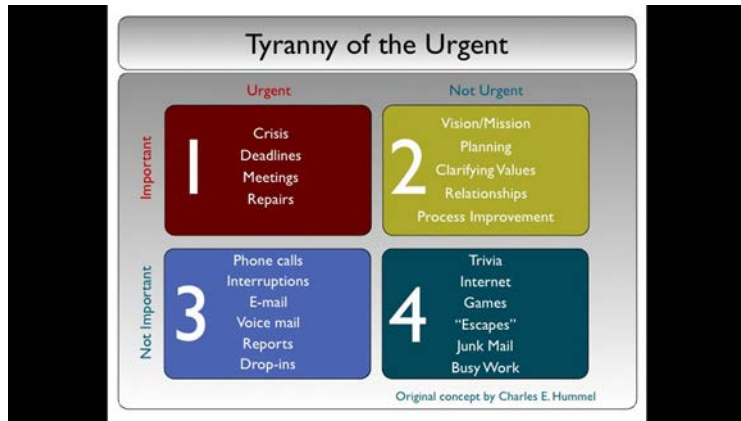 Tyranny of the Urgent
Urgent
Not Urgent
Important
1
Crisis
Deadlines
Meetings
Repairs
2
Vision/Mission
Planning
Clarifying Values
Relationships
Process Improvement
Not Important
3
Phone calls
Interruptions
E-mail
Voice mail
Reports
Drop-ins
4
Trivia
Internet
Games
“Escapes”
Junk Mail
Busy Work
Original concept by Charles E. Hummel